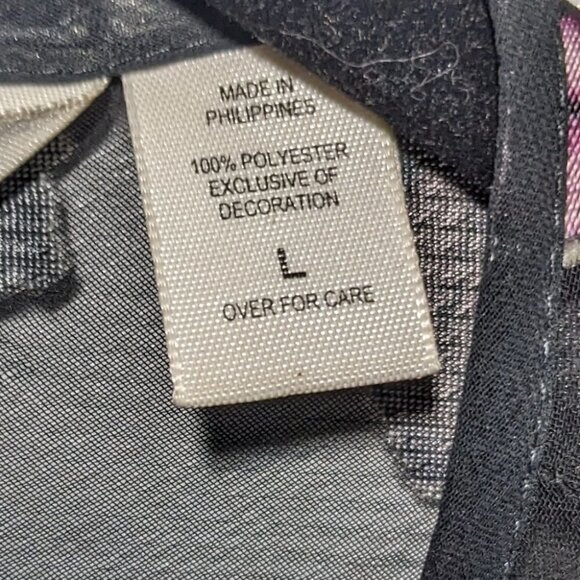 MADE IN
PHILIPPINES
100% POLYESTER
EXCLUSIVE OF
DECORATION
L
OVER FOR CARE